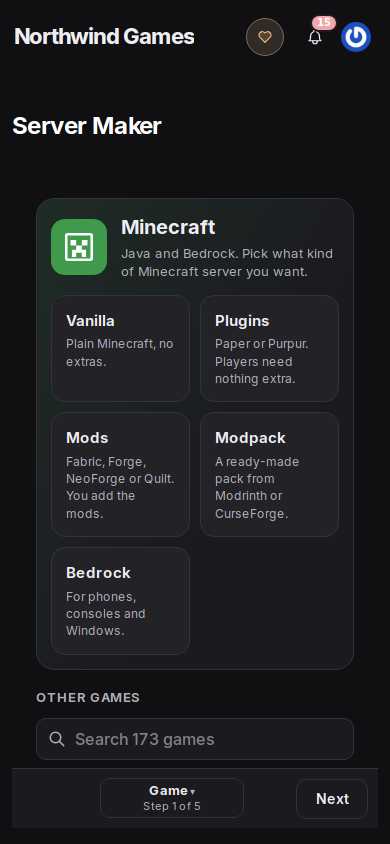 Northwind Games
15
Server Maker
Minecraft
Java and Bedrock. Pick what kind
of Minecraft server you want.
Vanilla
Plain Minecraft, no
extras.
Plugins
Paper or Purpur.
Players need
nothing extra.
Mods
Fabric, Forge,
NeoForge or Quilt.
You add the
mods.
Modpack
A ready-made
pack from
Modrinth or
CurseForge.
Bedrock
For phones,
consoles and
Windows.
OTHER GAMES
Search 173 games
Game ▾
Step 1 of 5
Next